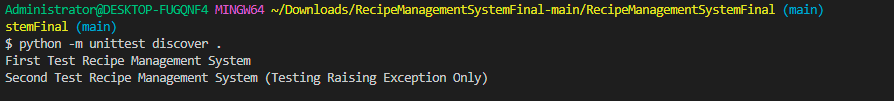 Administrator@DESKTOP-FUGQNF4 MINGW64 ~/Downloads/RecipeManagementSystemFinal-main/RecipeManagementSystemFinal (main)
stemFinal (main)
$ python -m unittest discover .
First Test Recipe Management System
Second Test Recipe Management System (Testing Raising Exception Only)